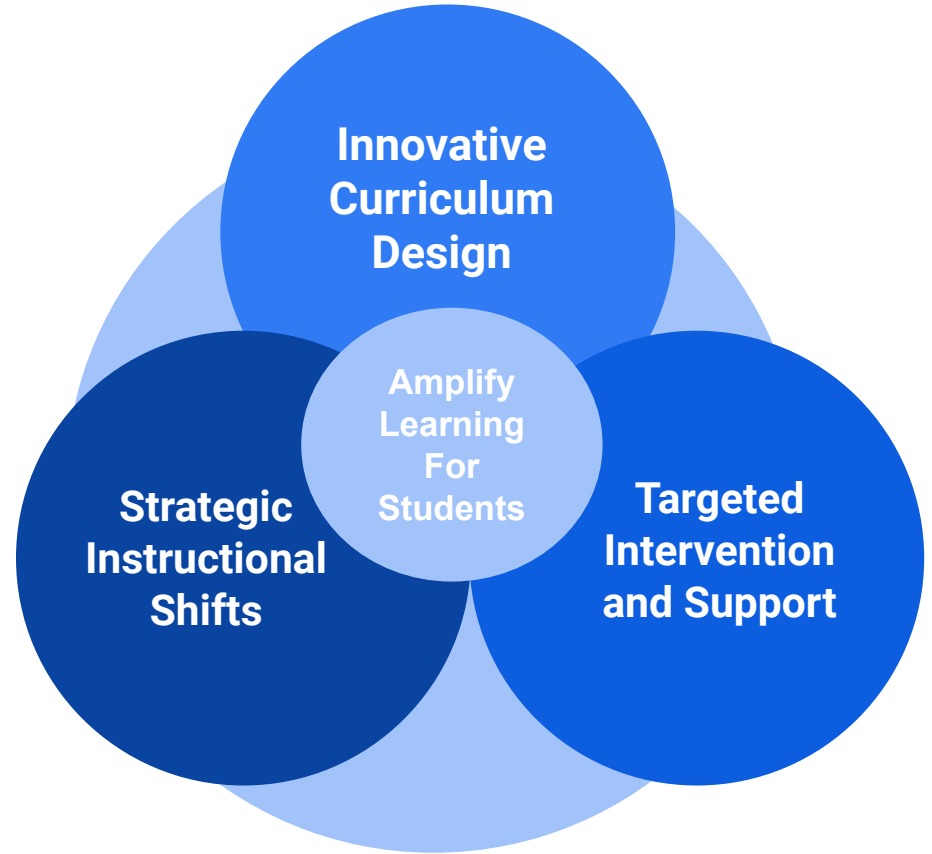 Innovative
Curriculum
Design
Amplify
Learning
For
Students
Strategic
Instructional
Shifts
Targeted
Intervention
and Support